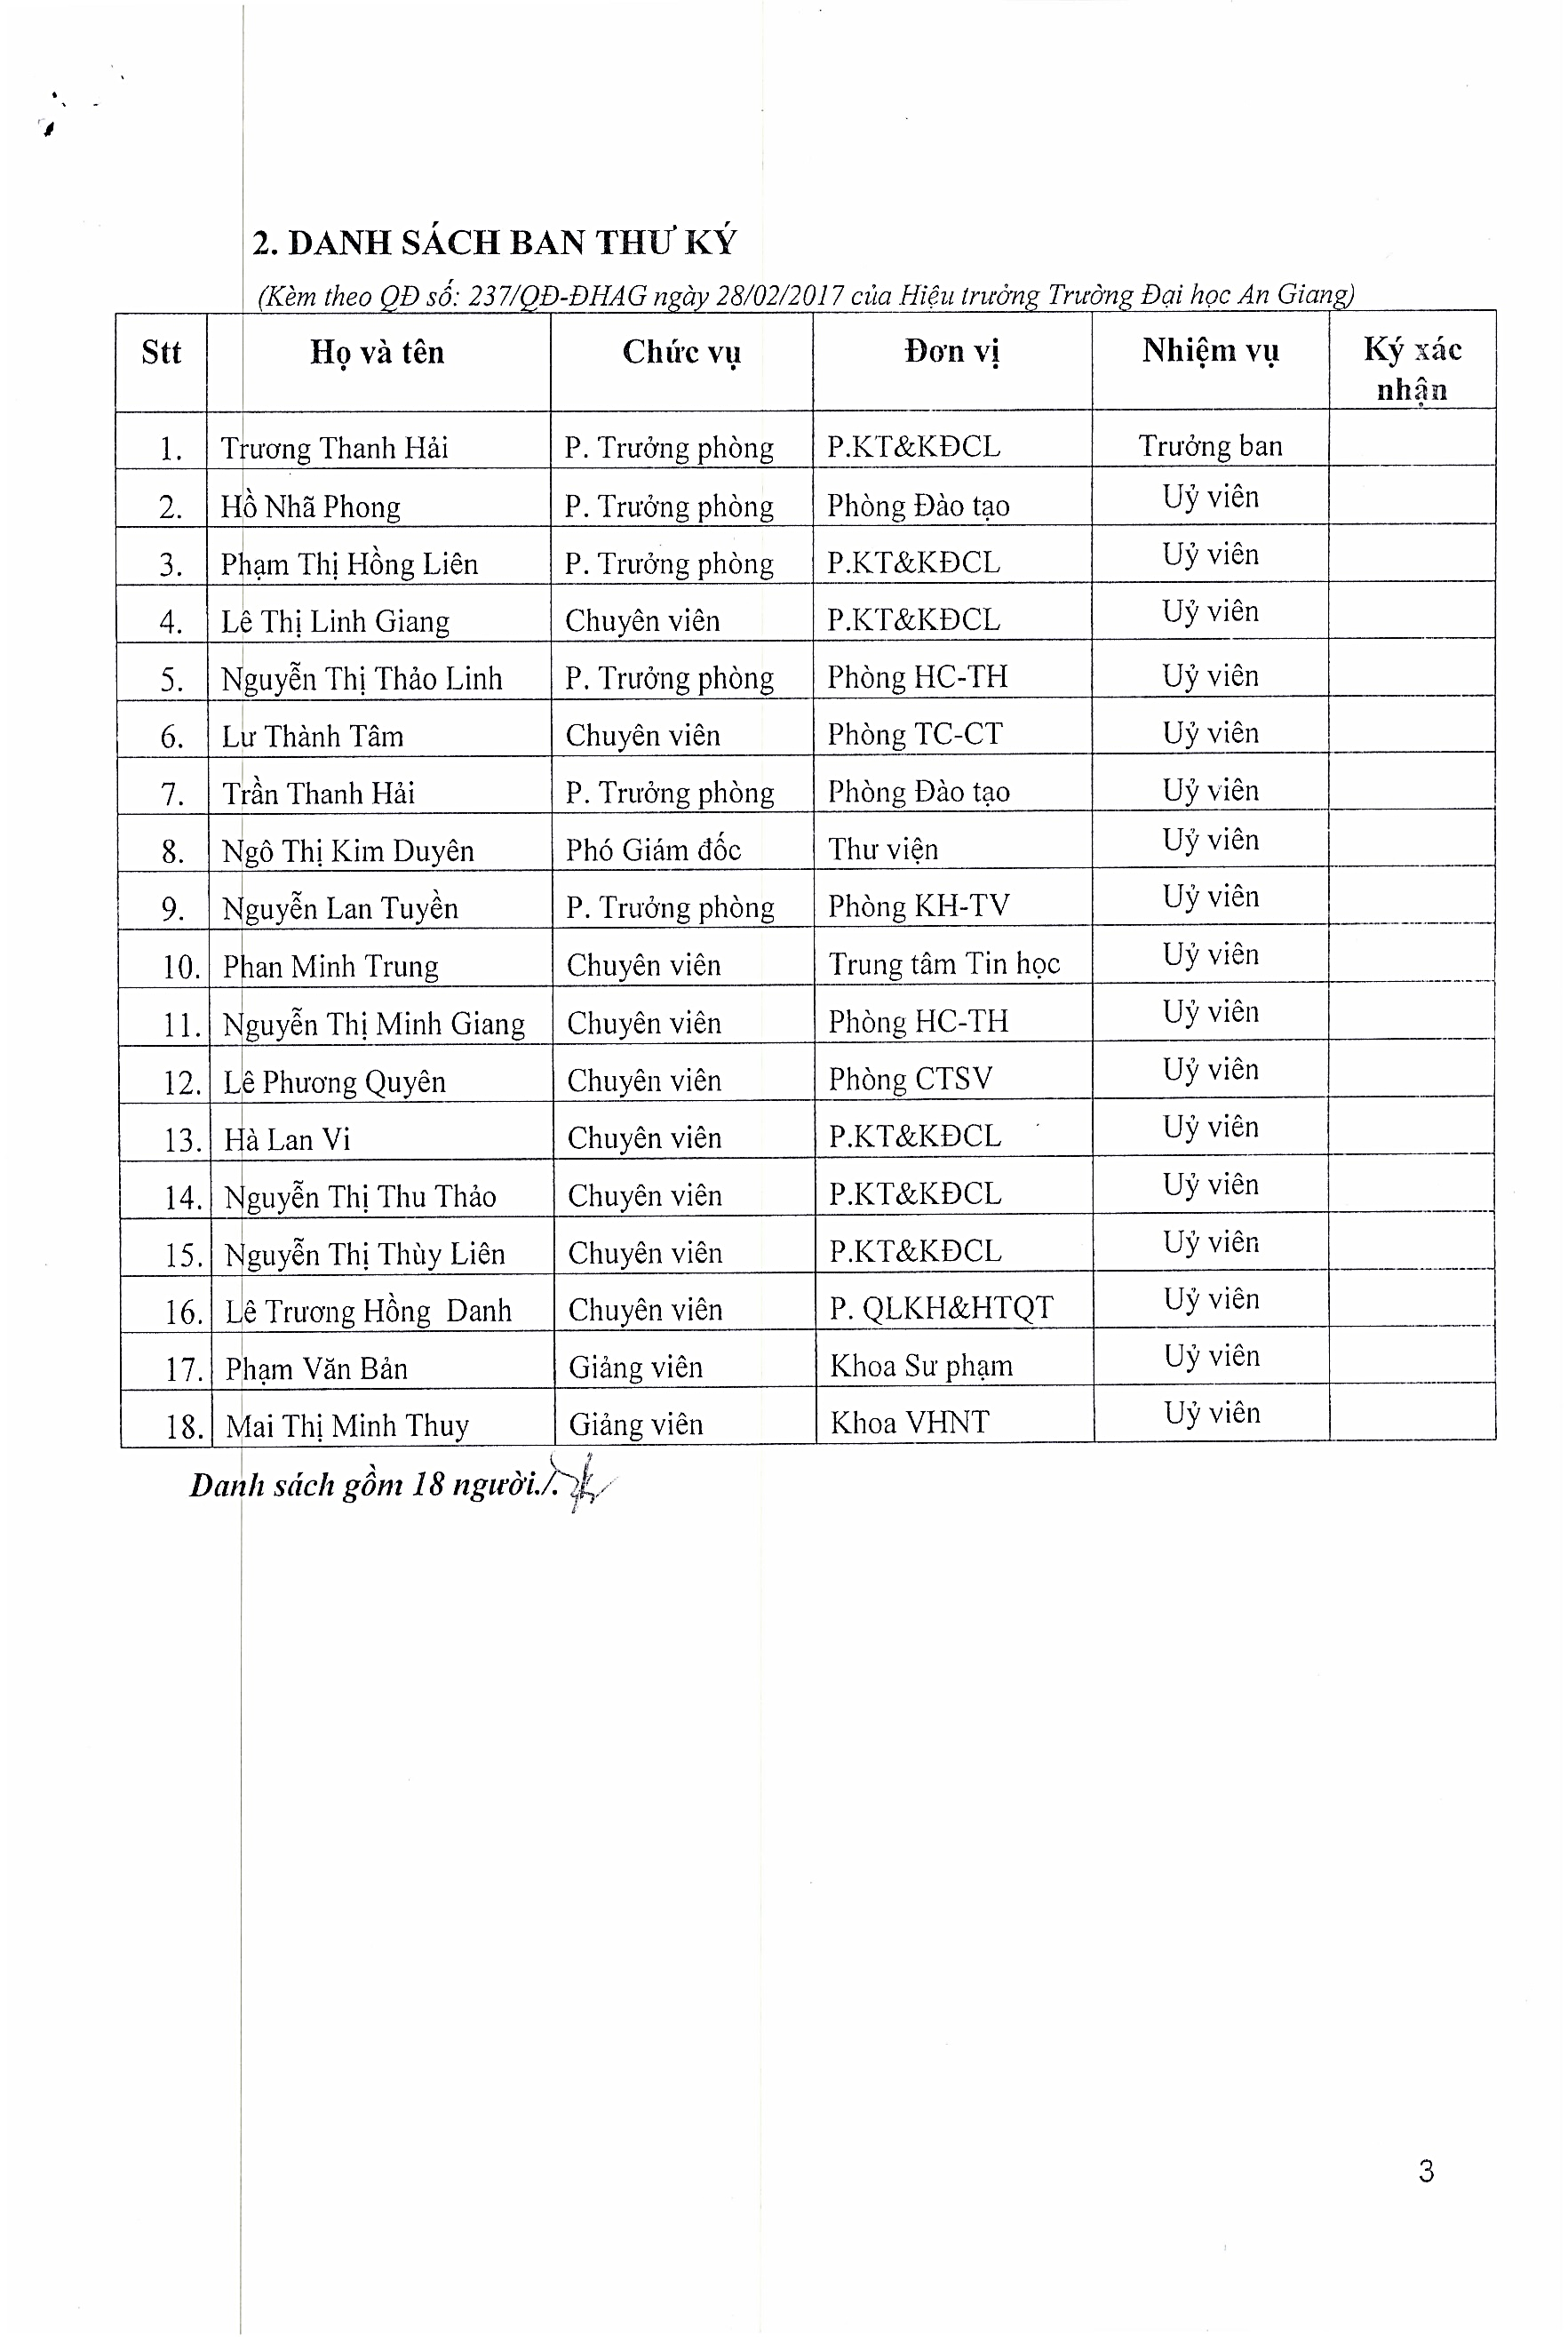 2. DANH SÁCH BAN THƯ KÝ
(Kèm theo QĐ số: 237/QĐ-ĐHAG ngày 28/02/2017 của Hiệu trưởng Trường Đại học An Giang)
Stt Họ và tên Chức vụ Đơn vị Nhiệm vụ Ký xác nhận
1. Trương Thanh Hải P. Trưởng phòng P.KT&KĐCL Trưởng ban
2. Hồ Nhã Phong P. Trưởng phòng Phòng Đào tạo Uỷ viên
3. Phạm Thị Hồng Liên P. Trưởng phòng P.KT&KĐCL Uỷ viên
4. Lê Thị Linh Giang Chuyên viên P.KT&KĐCL Uỷ viên
5. Nguyễn Thị Thảo Linh P. Trưởng phòng Phòng HC-TH Uỷ viên
6. Lư Thành Tâm Chuyên viên Phòng TC-CT Uỷ viên
7. Trần Thanh Hải P. Trưởng phòng Phòng Đào tạo Uỷ viên
8. Ngô Thị Kim Duyên Phó Giám đốc Thư viện Uỷ viên
9. Nguyễn Lan Tuyền P. Trưởng phòng Phòng KH-TV Uỷ viên
10. Phan Minh Trung Chuyên viên Trung tâm Tin học Uỷ viên
11. Nguyễn Thị Minh Giang Chuyên viên Phòng HC-TH Uỷ viên
12. Lê Phương Quyên Chuyên viên Phòng CTSV Uỷ viên
13. Hà Lan Vi Chuyên viên P.KT&KĐCL Uỷ viên
14. Nguyễn Thị Thu Thảo Chuyên viên P.KT&KĐCL Uỷ viên
15. Nguyễn Thị Thùy Liên Chuyên viên P.KT&KĐCL Uỷ viên
16. Lê Trương Hồng Danh Chuyên viên P. QLKH&HTQT Uỷ viên
17. Phạm Văn Bản Giảng viên Khoa Sư phạm Uỷ viên
18. Mai Thị Minh Thuy Giảng viên Khoa VHNT Uỷ viên
Danh sách gồm 18 người./.
3